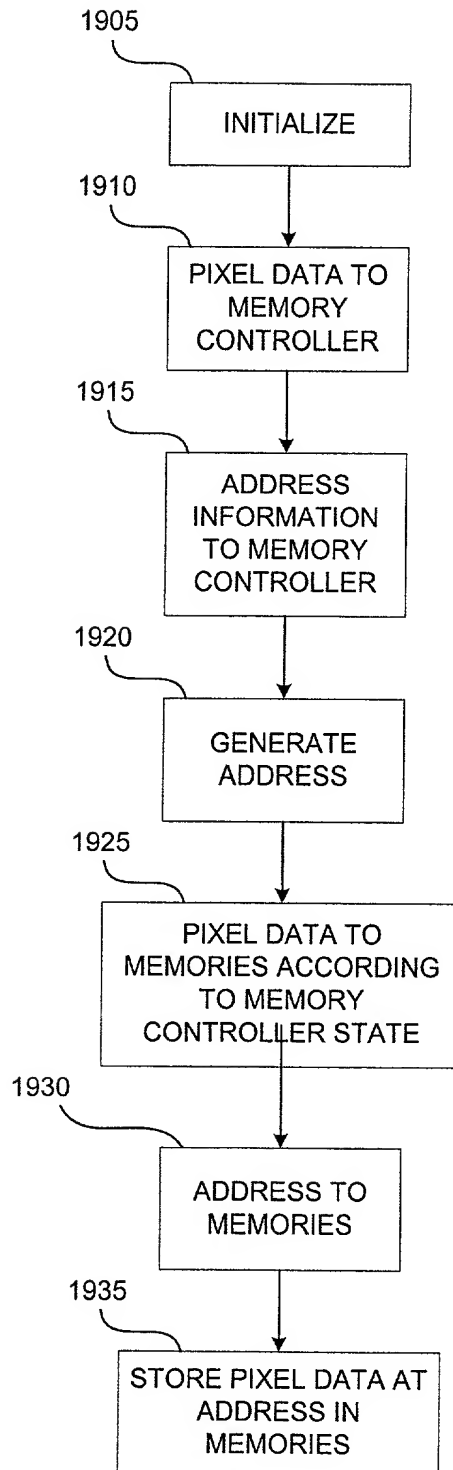 1905
INITIALIZE
1910
PIXEL DATA TO
MEMORY
CONTROLLER
1915
ADDRESS
INFORMATION
TO MEMORY
CONTROLLER
1920
GENERATE
ADDRESS
1925
PIXEL DATA TO
MEMORIES ACCORDING
TO MEMORY
CONTROLLER STATE
1930
ADDRESS TO
MEMORIES
1935
STORE PIXEL DATA AT
ADDRESS IN
MEMORIES